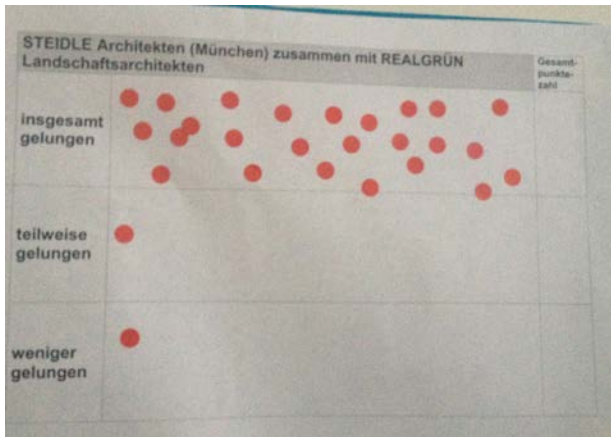 STEIDLE Architekten (München) zusammen mit REALGRÜN
Landschaftsarchitekten
Gesamt-
punkte-
zahl
insgesamt
gelungen
teilweise
gelungen
weniger
gelungen